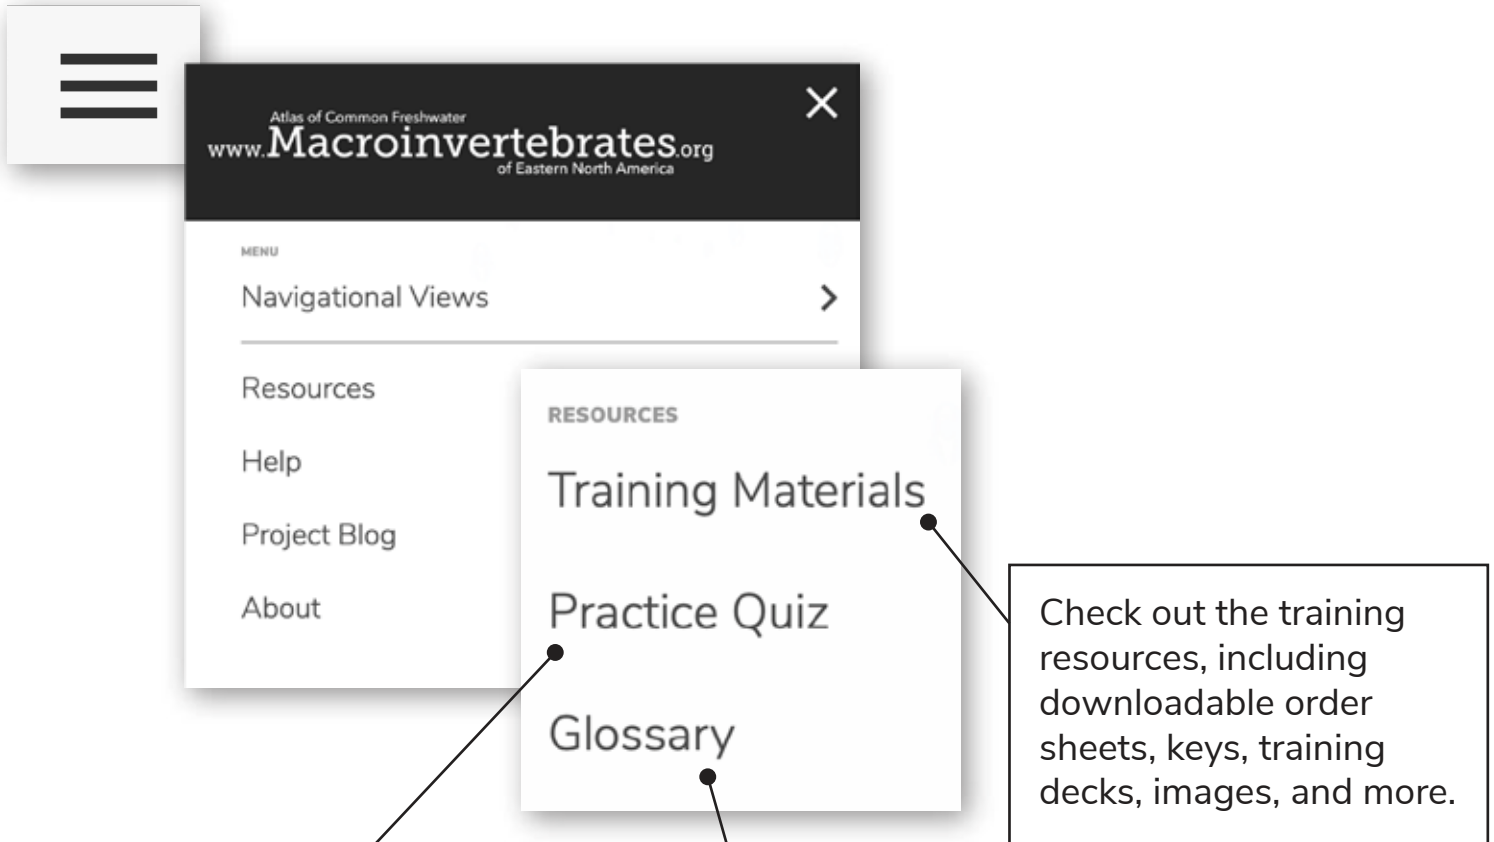 Atlas of Common Freshwater
www.Macroinvertebrates.org
of Eastern North America
MENU
Navigational Views
Resources
Help
Project Blog
About
RESOURCES
Training Materials
Practice Quiz
Glossary
Check out the training
resources, including
downloadable order
sheets, keys, training
decks, images, and more.